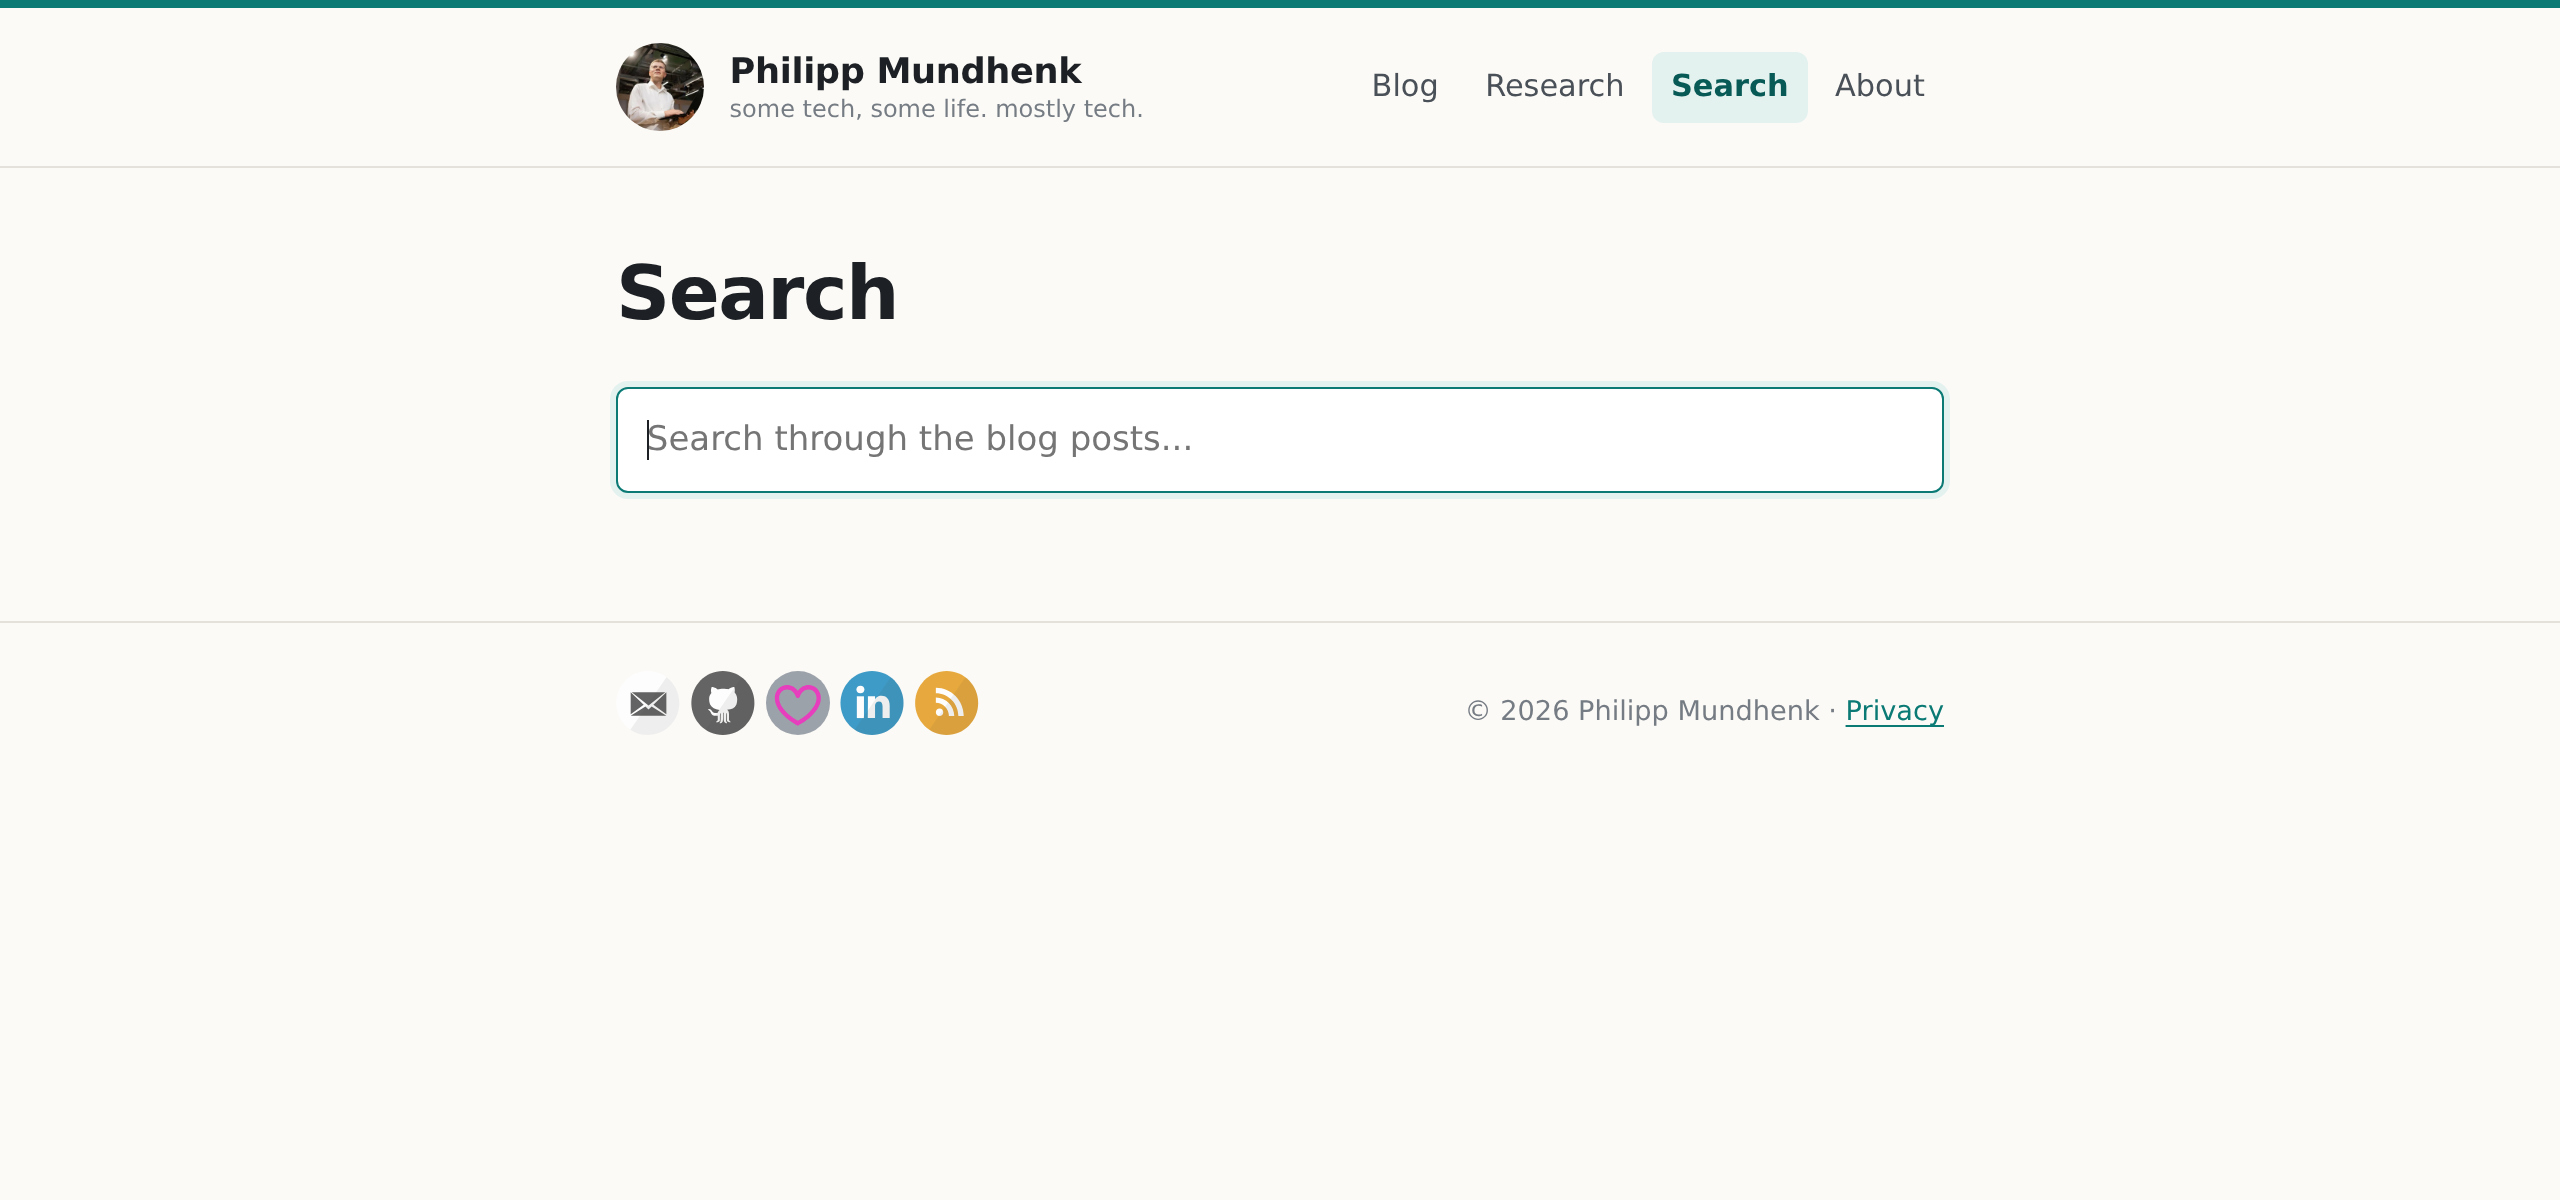 Philipp Mundhenk
some tech, some life. mostly tech.
Blog Research Search About
Search
Search through the blog posts...
in
© 2026 Philipp Mundhenk · Privacy